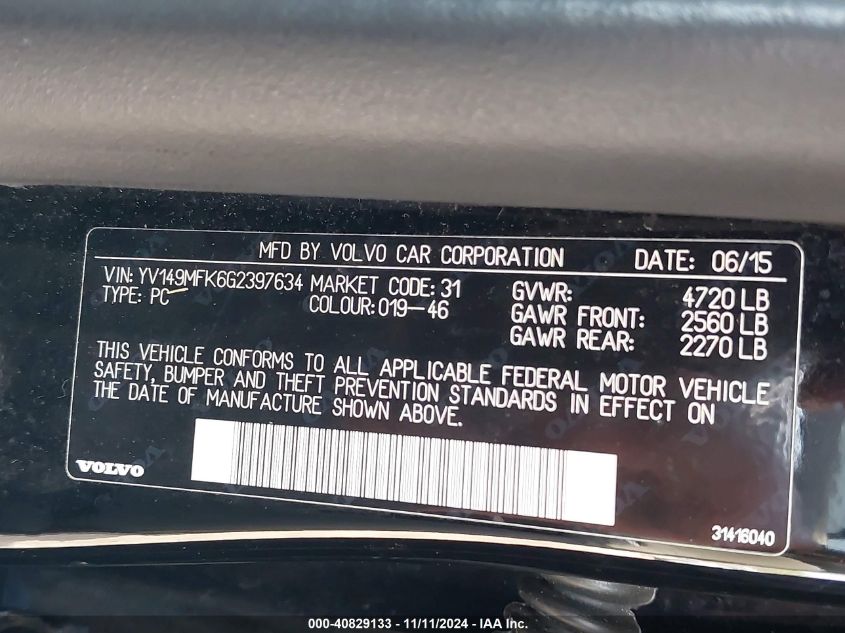 MFD BY VOLVO CAR CORPORATION DATE: 06/15
VIN: YV149MFK6G2397634 MARKET CODE: 31 GVWR: 4720 LB
TYPE: PC COLOUR: 019-46 GAWR FRONT: 2560 LB
GAWR REAR: 2270 LB
THIS VEHICLE CONFORMS TO ALL APPLICABLE FEDERAL MOTOR VEHICLE
SAFETY, BUMPER AND THEFT PREVENTION STANDARDS IN EFFECT ON
THE DATE OF MANUFACTURE SHOWN ABOVE.
VOLVO
31416040
000-40829133 - 11/11/2024 - IAA Inc.